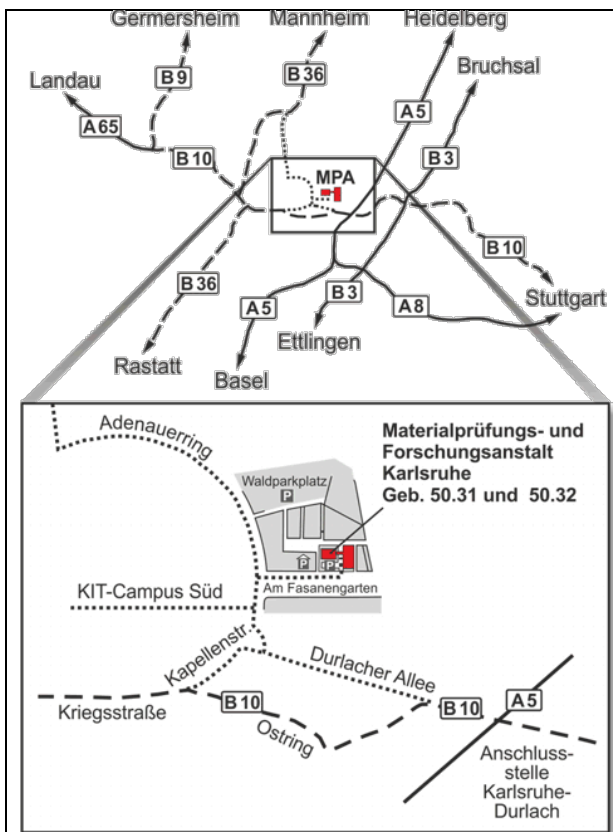 Germersheim
Mannheim
Heidelberg
Landau
B 9
B 36
Bruchsal
A 65
A 5
B 10
MPA
B 3
B 10
B 36
A 5
B 3
A 8
Stuttgart
Rastatt
Basel
Ettlingen
Adenauerring
Waldparkplatz
P
Materialprüfungs- und
Forschungsanstalt
Karlsruhe
Geb. 50.31 und 50.32
P
P
KIT-Campus Süd
Am Fasanengarten
Kapellenstr.
Durlacher Allee
Kriegsstraße
B 10
Ostring
B 10
A 5
Anschluss-
stelle
Karlsruhe-
Durlach